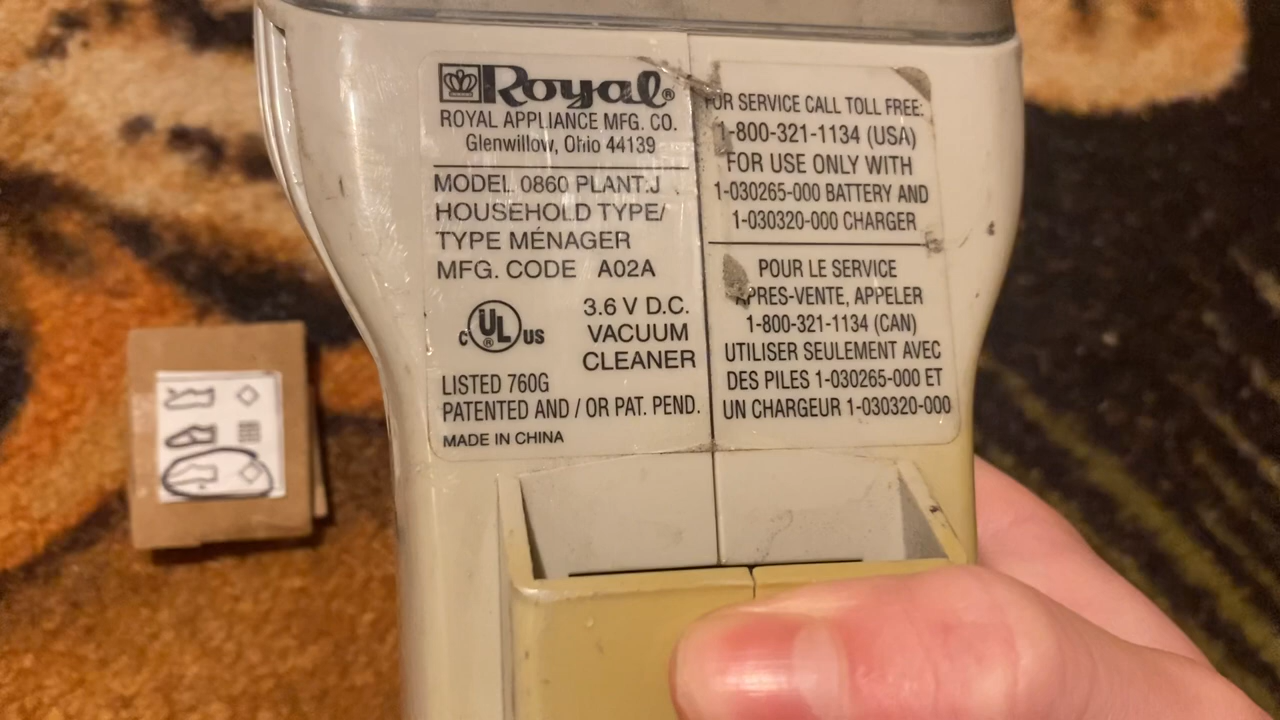 Royal®
ROYAL APPLIANCE MFG. CO.
Glenwillow, Ohio 44139
MODEL 0860 PLANT:J
HOUSEHOLD TYPE/
TYPE MÉNAGER
MFG. CODE A02A
c UL ® US
3.6 V D.C.
VACUUM
CLEANER
LISTED 760G
PATENTED AND / OR PAT. PEND.
MADE IN CHINA
FOR SERVICE CALL TOLL FREE:
1-800-321-1134 (USA)
FOR USE ONLY WITH
1-030265-000 BATTERY AND
1-030320-000 CHARGER
POUR LE SERVICE
APRES-VENTE, APPELER
1-800-321-1134 (CAN)
UTILISER SEULEMENT AVEC
DES PILES 1-030265-000 ET
UN CHARGEUR 1-030320-000